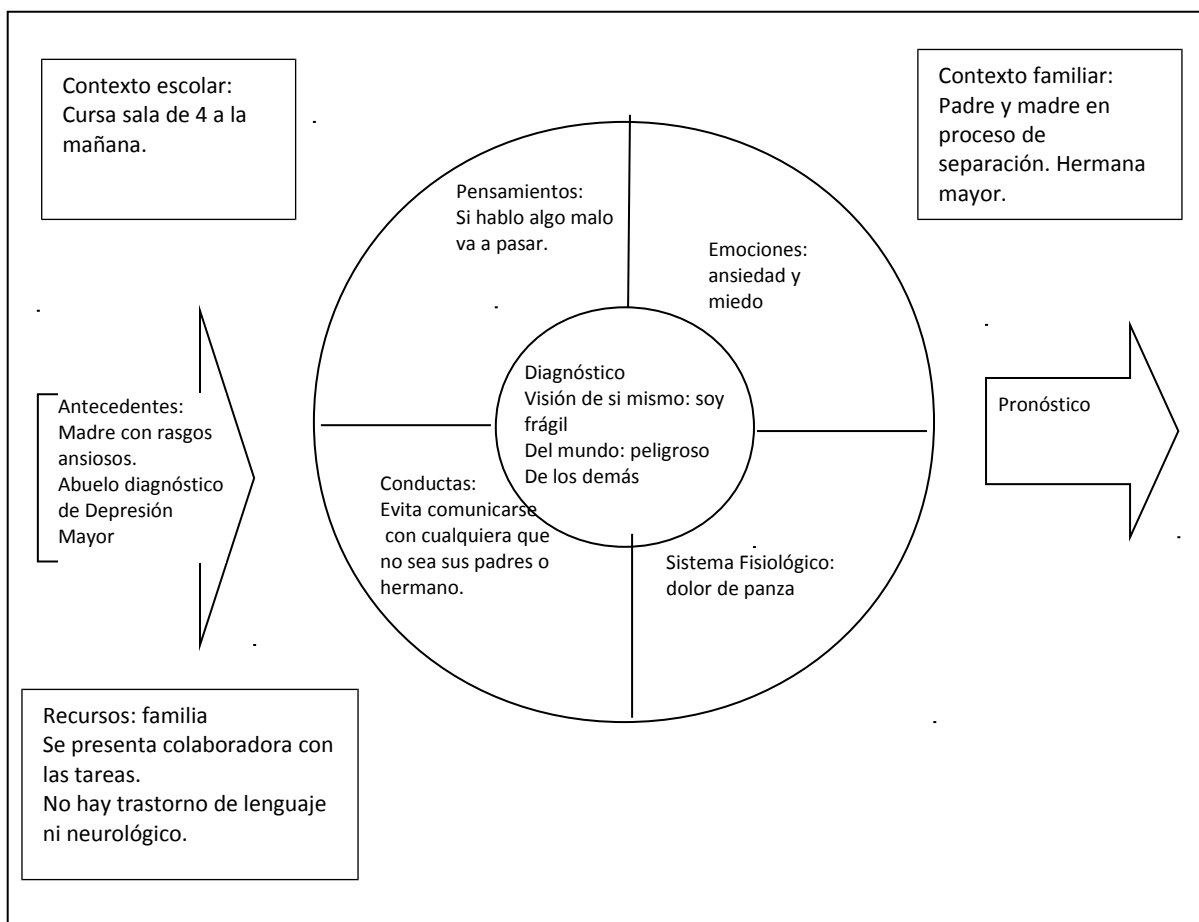 Contexto escolar:
Cursa sala de 4 a la
mañana.
Contexto familiar:
Padre y madre en
proceso de
separación. Hermana
mayor.
Pensamientos:
Si hablo algo malo
va a pasar.
Emociones:
ansiedad y
miedo
Antecedentes:
Madre con rasgos
ansiosos.
Abuelo diagnóstico
de Depresión
Mayor
Diagnóstico
Visión de si mismo: soy
frágil
Del mundo: peligroso
De los demás
Pronóstico
Conductas:
Evita comunicarse
con cualquiera que
no sea sus padres o
hermano.
Sistema Fisiológico:
dolor de panza
Recursos: familia
Se presenta colaboradora con
las tareas.
No hay trastorno de lenguaje
ni neurológico.